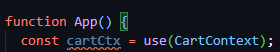 function App() {
const cartCtx = use(CartContext);